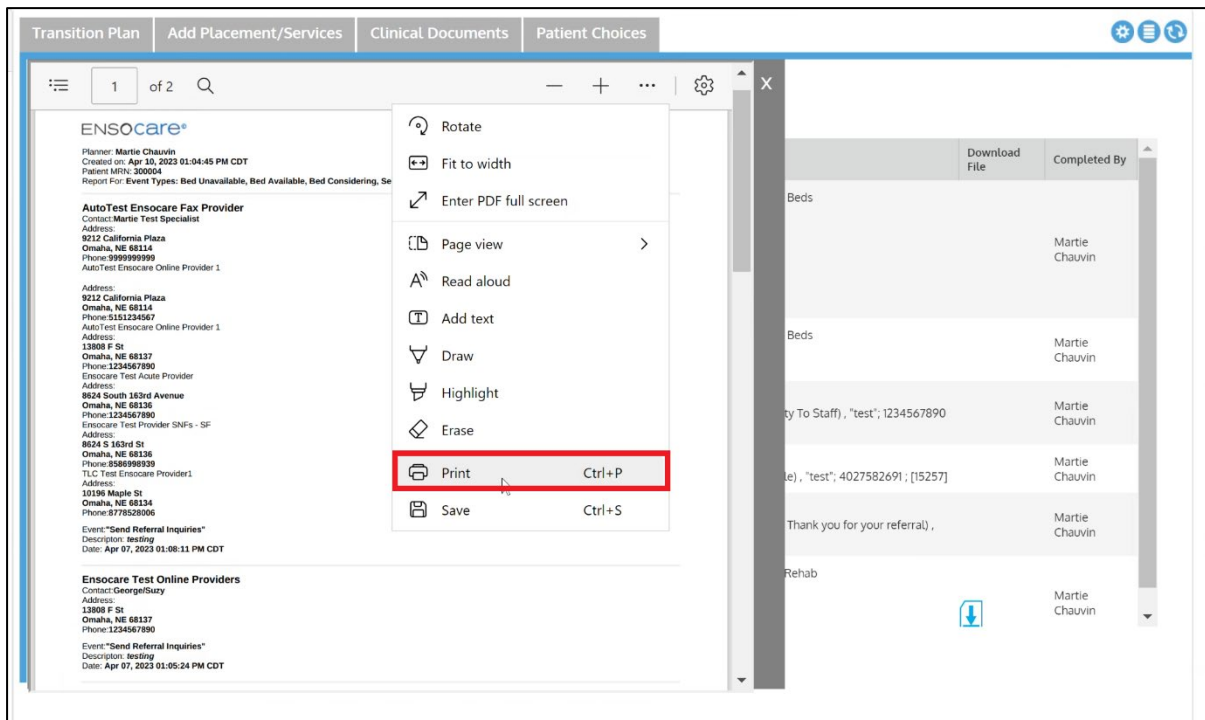 Transition Plan
Add Placement/Services
Clinical Documents
Patient Choices
1 of 2
X
ENSOcare®
Planner: Martie Chauvin
Created on: Apr 10, 2023 01:04:45 PM CDT
Patient MRN: 300004
Report For: Event Types: Bed Unavailable, Bed Available, Bed Considering, Se
AutoTest Ensocare Fax Provider
Contact:Martie Test Specialist
Address:
9212 California Plaza
Omaha, NE 68114
Phone:9999999999
AutoTest Ensocare Online Provider 1
Address:
9212 California Plaza
Omaha, NE 68114
Phone:5151234567
AutoTest Ensocare Online Provider 1
Address:
13808 F St
Omaha, NE 68137
Phone:1234567890
Ensocare Test Acute Provider
Address:
8624 South 163rd Avenue
Omaha, NE 68136
Phone:1234567890
Ensocare Test Provider SNFs - SF
Address:
8624 S 163rd St
Omaha, NE 68136
Phone:8586998939
TLC Test Ensocare Provider1
Address:
10196 Maple St
Omaha, NE 68134
Phone:8778528006
Event:"Send Referral Inquiries"
Descripton: testing
Date: Apr 07, 2023 01:08:11 PM CDT
Ensocare Test Online Providers
Contact:George/Suzy
Address:
13808 F St
Omaha, NE 68137
Phone:1234567890
Event:"Send Referral Inquiries"
Descripton: testing
Date: Apr 07, 2023 01:05:24 PM CDT
Rotate
Fit to width
Enter PDF full screen
Page view
Read aloud
Add text
Draw
Highlight
Erase
Print Ctrl+P
Save Ctrl+S
Download
File
Completed By
Beds
Martie
Chauvin
Beds
Martie
Chauvin
ty To Staff) , "test"; 1234567890
Martie
Chauvin
le) , "test"; 4027582691 ; [15257]
Martie
Chauvin
Thank you for your referral) ,
Martie
Chauvin
Rehab
Martie
Chauvin